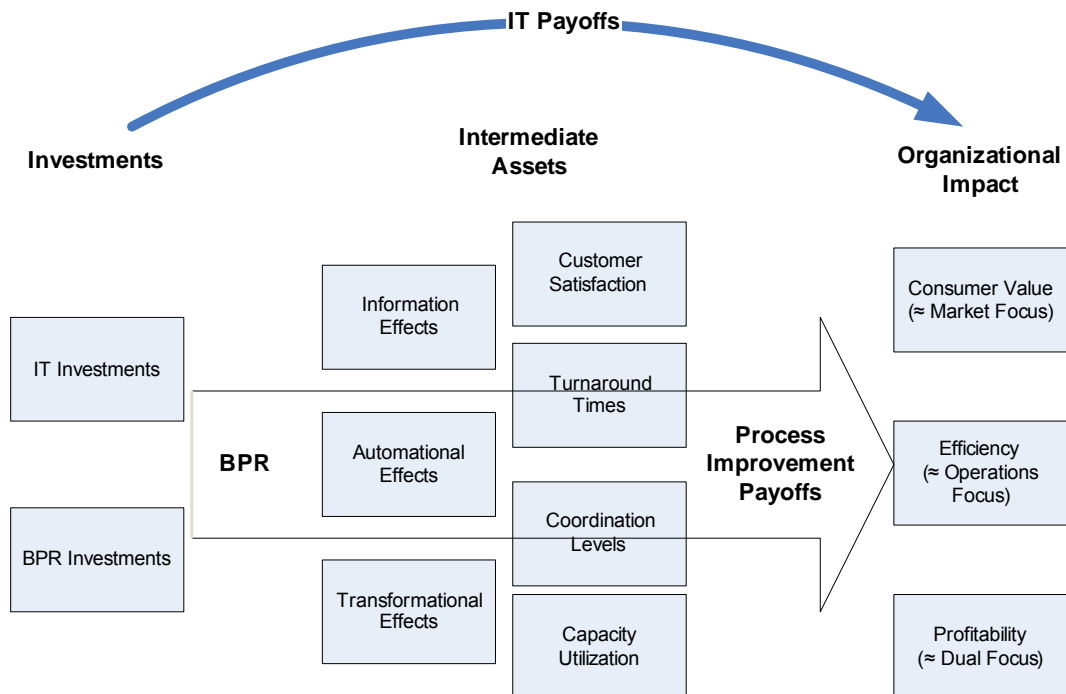 IT Payoffs
Investments
Intermediate
Assets
Organizational
Impact
IT Investments
BPR Investments
BPR
Information
Effects
Automational
Effects
Transformational
Effects
Customer
Satisfaction
Turnaround
Times
Coordination
Levels
Capacity
Utilization
Process
Improvement
Payoffs
Consumer Value
(≈ Market Focus)
Efficiency
(≈ Operations
Focus)
Profitability
(≈ Dual Focus)